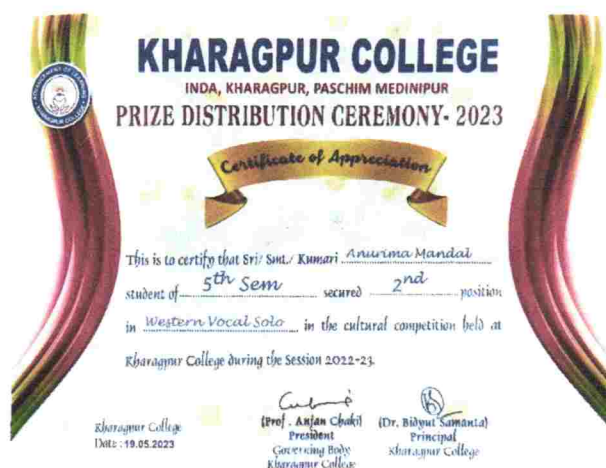 KHARAGPUR COLLEGE
INDA, KHARAGPUR, PASCHIM MEDINIPUR
PRIZE DISTRIBUTION CEREMONY- 2023
Certificate of Appreciation
This is to certify that Sri/ Smt./ Kumari Anurima Mandal
student of 5th Sem secured 2nd position
in Western Vocal Solo in the cultural competition held at
Kharagpur College during the Session 2022-23.
Kharagpur College
Date : 19.05.2023
(Prof . Anjan Chaki)
President
Governing Body
Kharagpur College
(Dr. Bidyut Samanta)
Principal
Kharagpur College